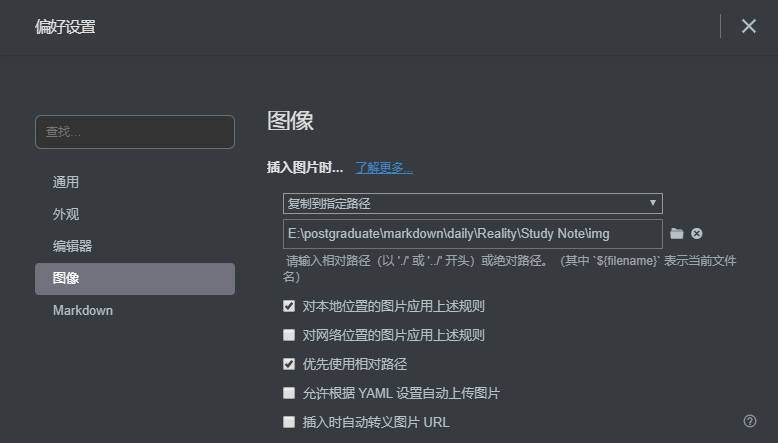 偏好设置
图像
查找...
插入图片时... 了解更多...
通用
复制到指定路径
外观
E:\postgraduate\markdown\daily\Reality\Study Note\img
编辑器
请输入相对路径（以 './' 或 '../' 开头）或绝对路径。（其中 `${filename}` 表示当前文件
名）
图像
对本地位置的图片应用上述规则
Markdown
对网络位置的图片应用上述规则
优先使用相对路径
允许根据 YAML 设置自动上传图片
插入时自动转义图片 URL